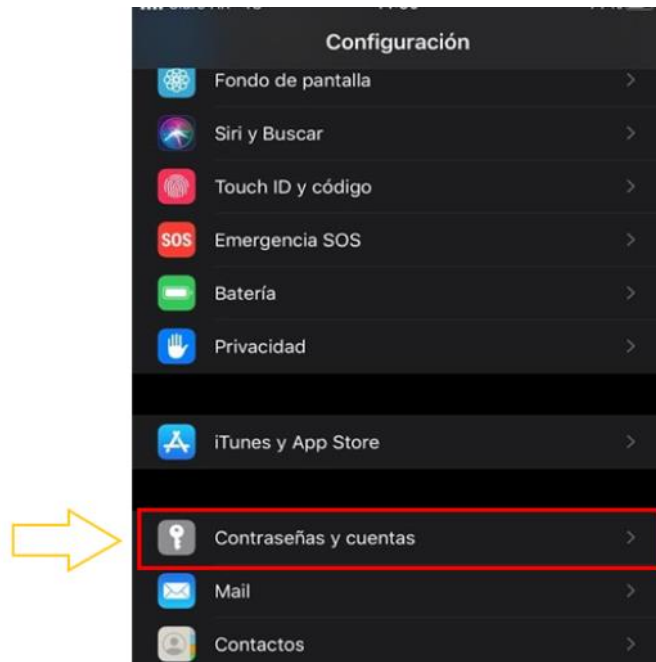 Configuración
Fondo de pantalla
Siri y Buscar
Touch ID y código
SOS Emergencia SOS
Batería
Privacidad
iTunes y App Store
Contraseñas y cuentas
Mail
Contactos